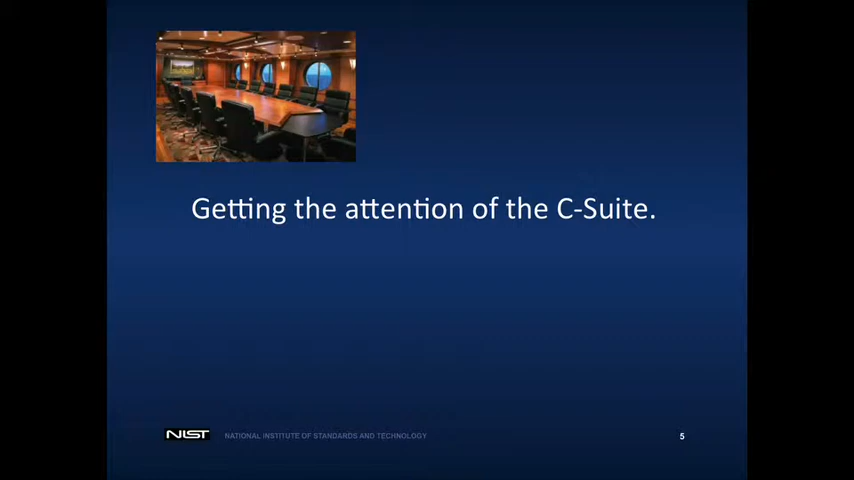 Getting the attention of the C-Suite.
NIST NATIONAL INSTITUTE OF STANDARDS AND TECHNOLOGY 5